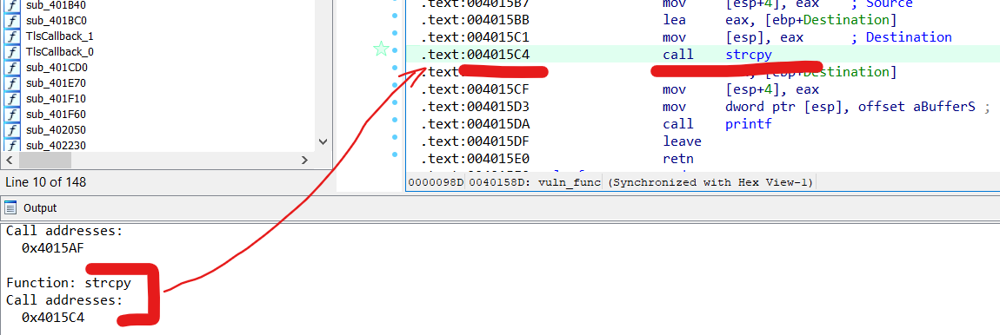 sub_401B40
sub_401BC0
TlsCallback_1
TlsCallback_0
sub_401CD0
sub_401E70
sub_401F10
sub_401F60
sub_402050
sub_402230
Line 10 of 148
.text:004015B7 mov [esp+4], eax ; Source
.text:004015BB lea eax, [ebp+Destination]
.text:004015C1 mov [esp], eax ; Destination
.text:004015C4 call strcpy
.text: [ebp+Destination]
.text:004015CF mov [esp+4], eax
.text:004015D3 mov dword ptr [esp], offset aBufferS ;
.text:004015DA call printf
.text:004015DF leave
.text:004015E0 retn
0000098D 0040158D: vuln_func (Synchronized with Hex View-1)
Output
Call addresses:
0x4015AF
Function: strcpy
Call addresses:
0x4015C4